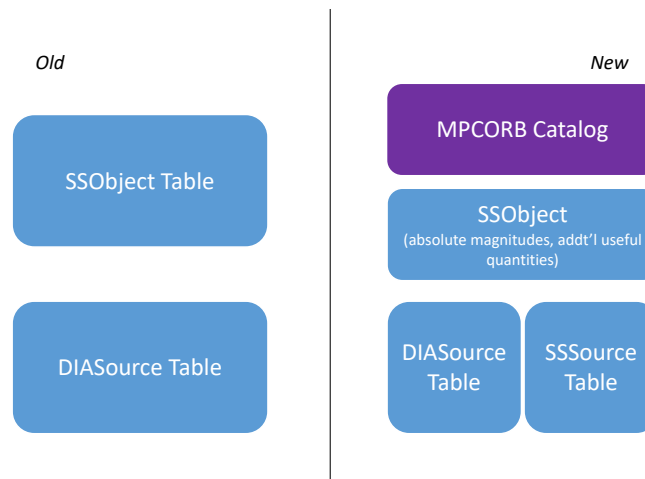 Old
SSObject Table
DIASource Table
New
MPCORB Catalog
SSObject
(absolute magnitudes, addt'l useful
quantities)
DIASource
Table
SSSource
Table